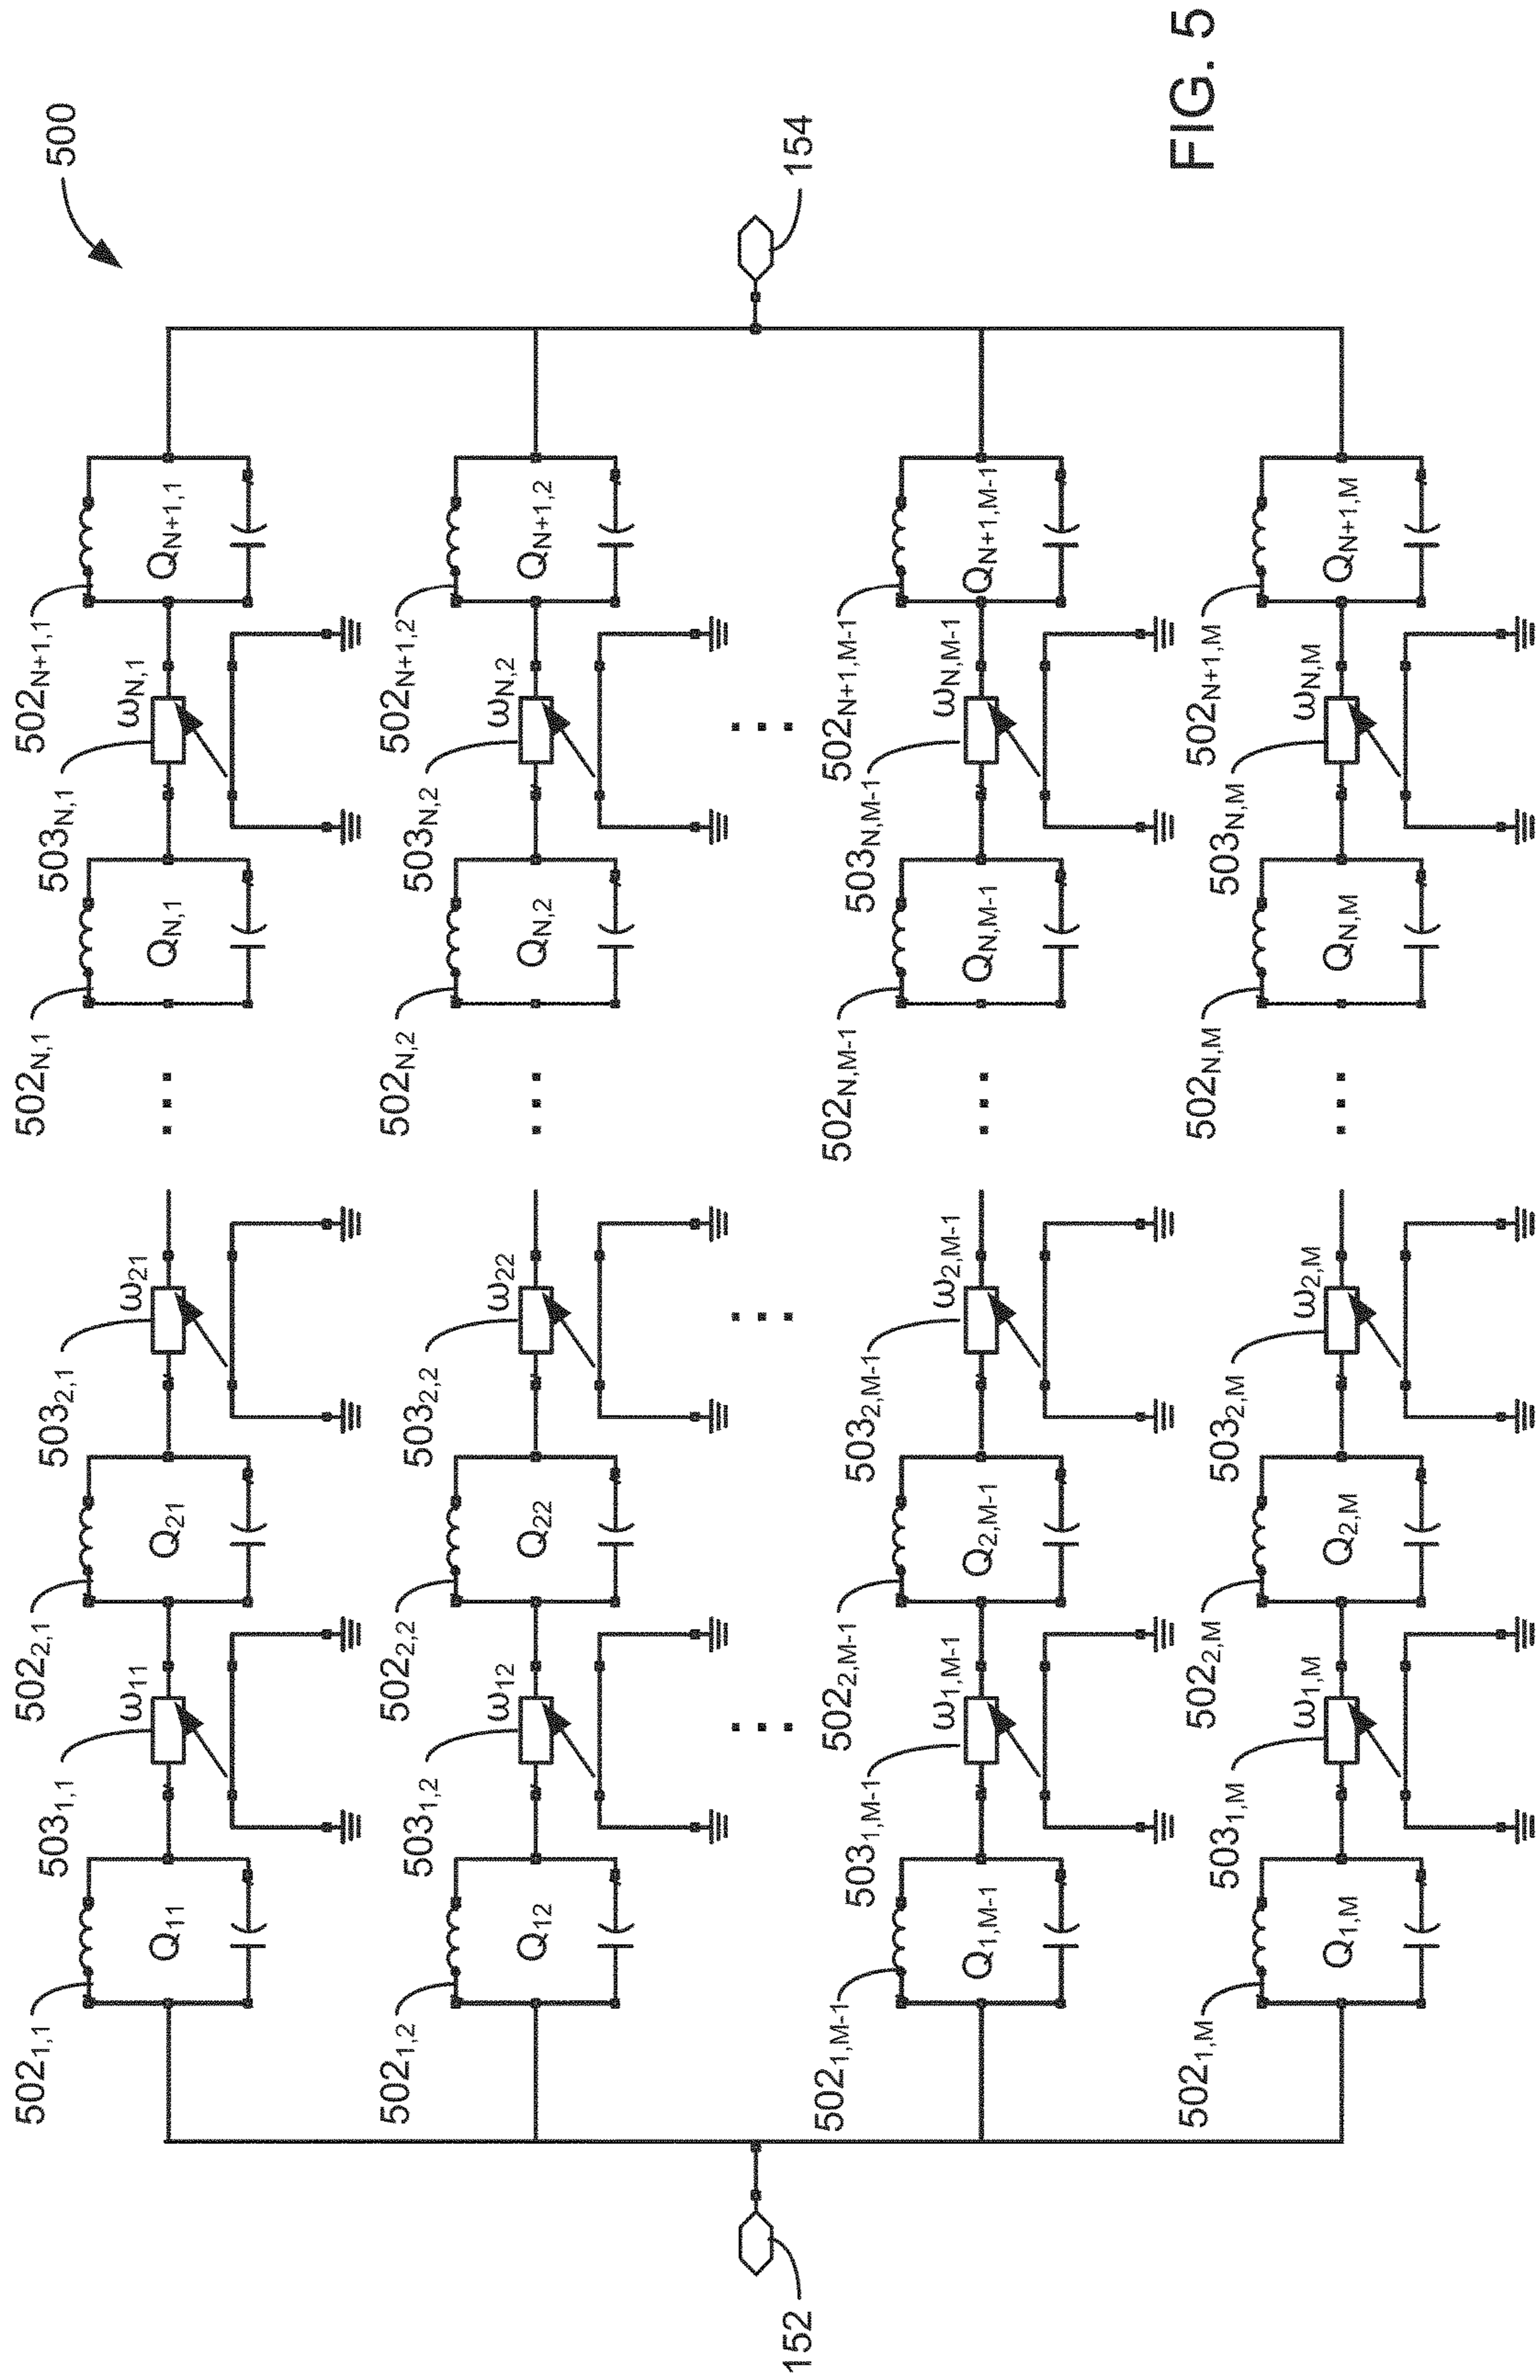 500
502₁,₁ 503₁,₁ 502₂,₁ 503₂,₁ 502N,1 503N,1 502N+1,1
Q₁₁ ω₁₁ Q₂₁ ω₂₁ QN,1 ωN,1 QN+1,1
502₁,₂ 503₁,₂ 502₂,₂ 503₂,₂ 502N,2 503N,2 502N+1,2
Q₁₂ ω₁₂ Q₂₂ ω₂₂ QN,2 ωN,2 QN+1,2
152 154
502₁,M-1 503₁,M-1 502₂,M-1 503₂,M-1 502N,M-1 503N,M-1 502N+1,M-1
Q₁,M-1 ω₁,M-1 Q₂,M-1 ω₂,M-1 QN,M-1 ωN,M-1 QN+1,M-1
502₁,M 503₁,M 502₂,M 503₂,M 502N,M 503N,M 502N+1,M
Q₁,M ω₁,M Q₂,M ω₂,M QN,M ωN,M QN+1,M
FIG. 5